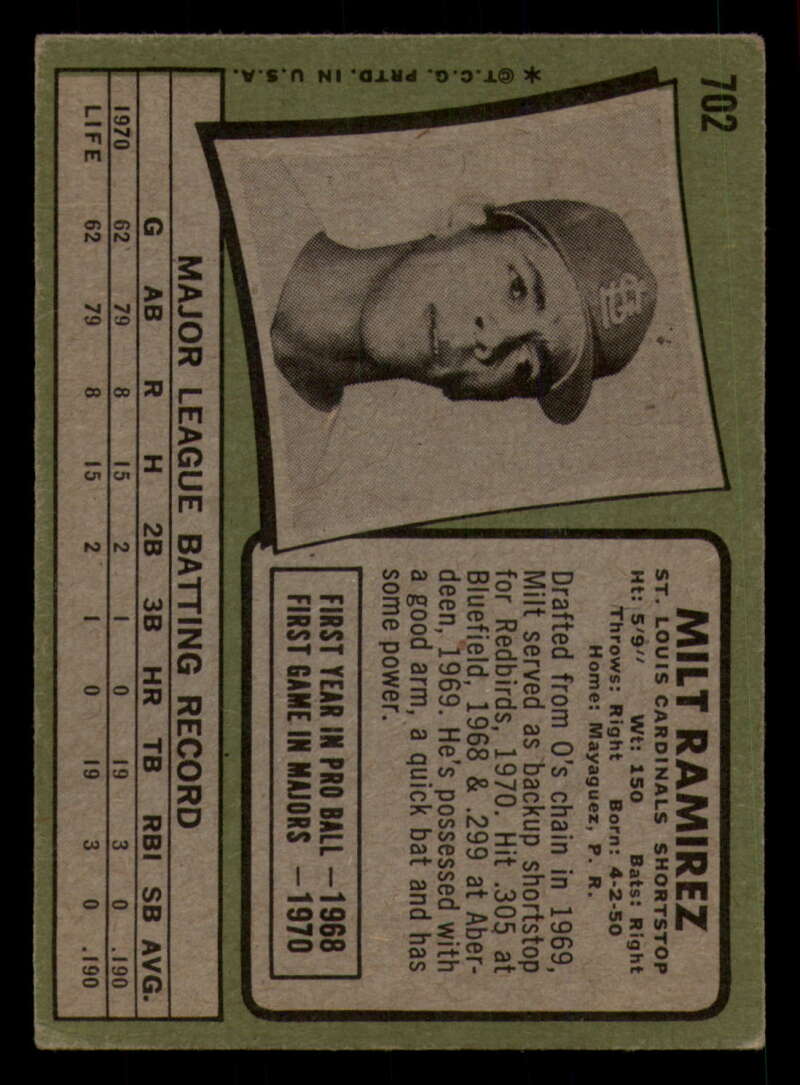 702
*©T.C.G. PRTD. IN U.S.A.
StL
MILT RAMIREZ
ST. LOUIS CARDINALS SHORTSTOP
Ht: 5'9" Wt: 150 Bats: Right
Throws: Right Born: 4-2-50
Home: Mayaguez, P. R.
Drafted from O's chain in 1969,
Milt served as backup shortstop
for Redbirds, 1970. Hit .305 at
Bluefield, 1968 & .299 at Aber-
deen, 1969. He's possessed with
a good arm, a quick bat and has
some power.
FIRST YEAR IN PRO BALL —1968
FIRST GAME IN MAJORS —1970
MAJOR LEAGUE BATTING RECORD
G AB R H 2B 3B HR TB RBI SB AVG.
1970 62 79 8 15 2 1 0 19 3 0 .190
LIFE 62 79 8 15 2 1 0 19 3 0 .190